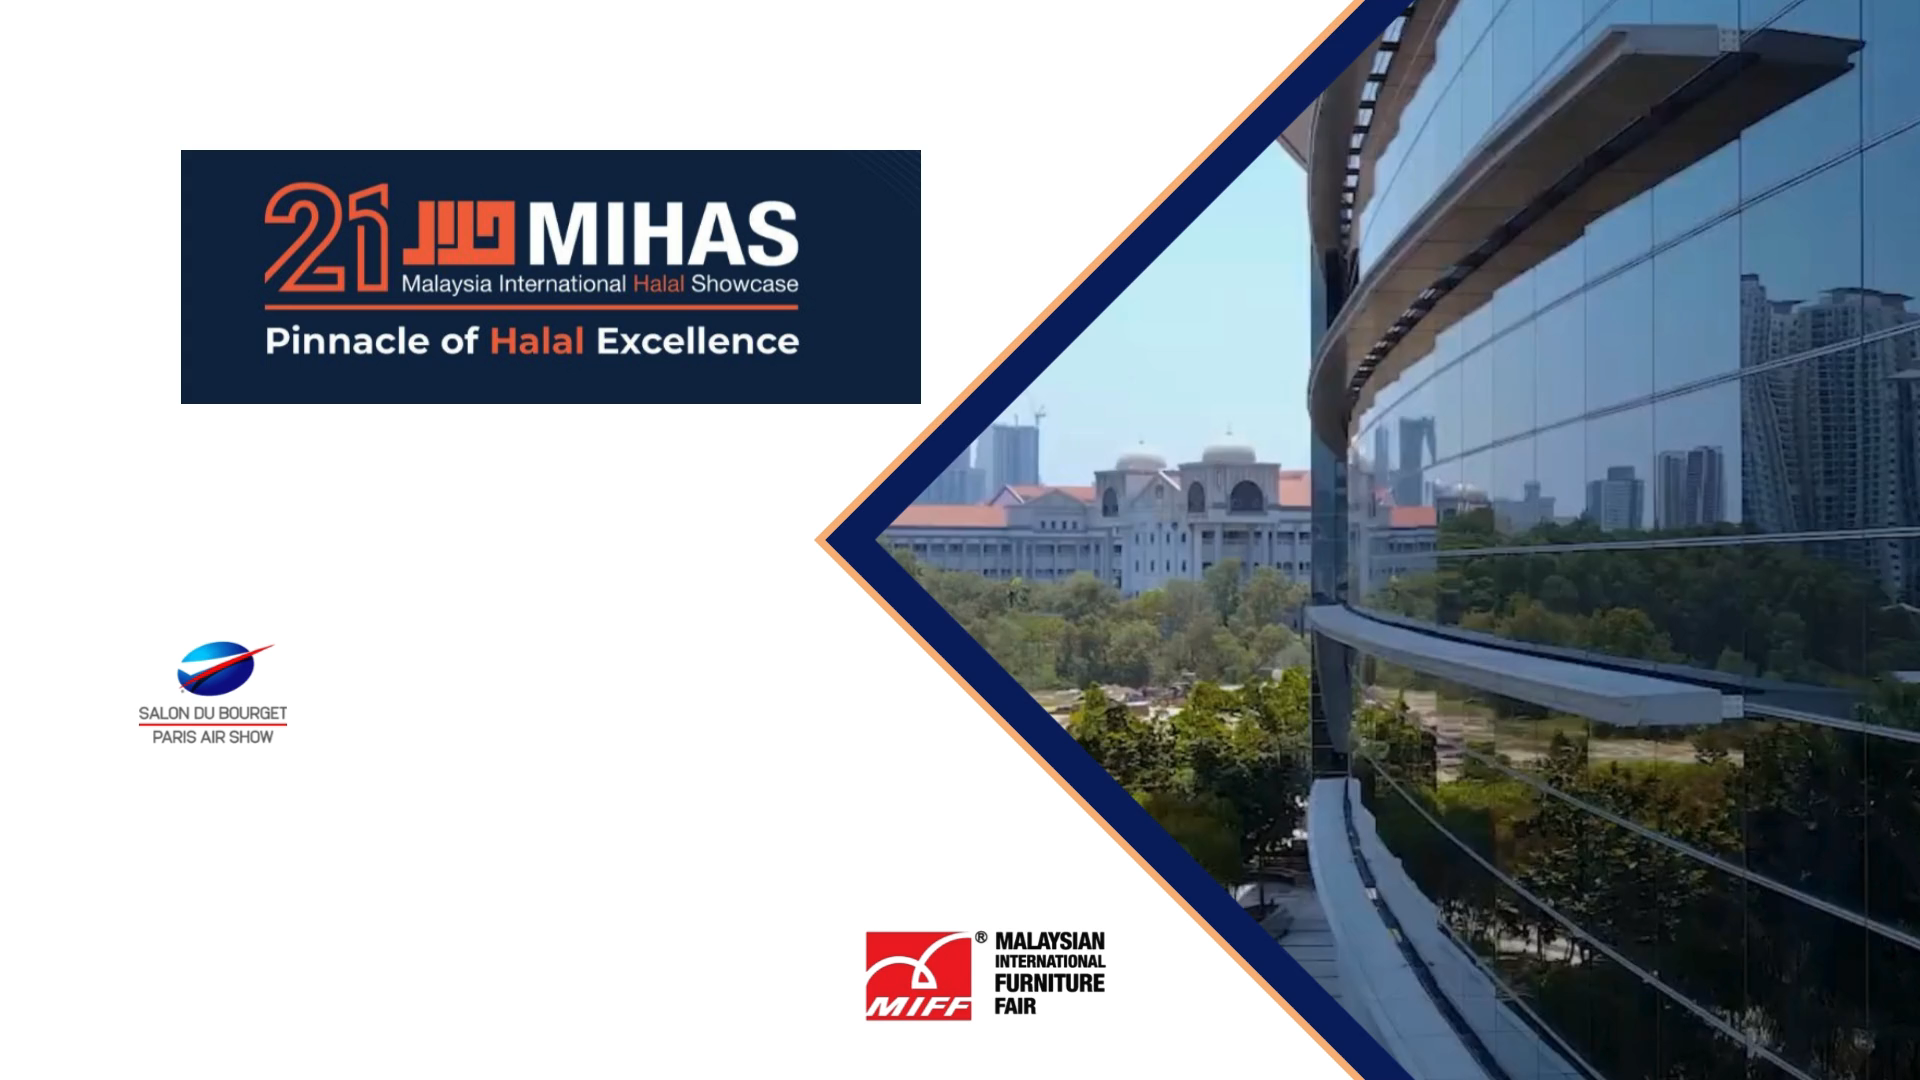 21 حلال MIHAS
Malaysia International Halal Showcase
Pinnacle of Halal Excellence
SALON DU BOURGET
PARIS AIR SHOW
MIFF ®
MALAYSIAN
INTERNATIONAL
FURNITURE
FAIR